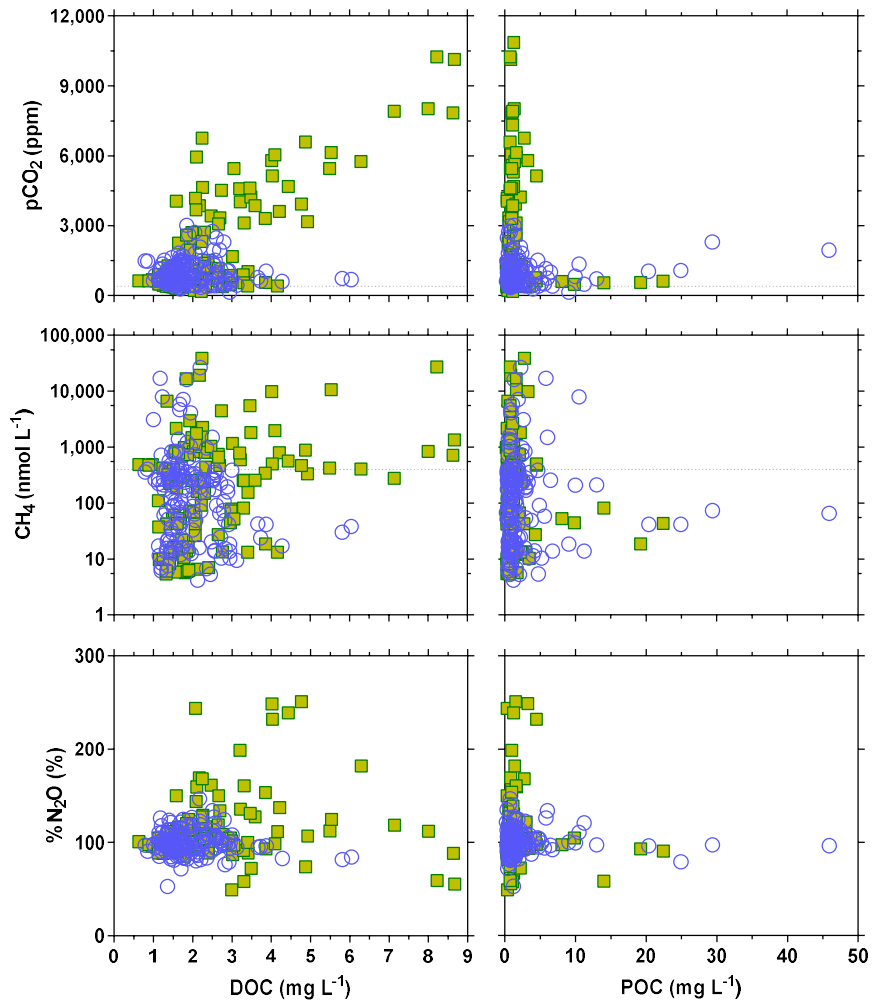 12,000
9,000
6,000
3,000
0
pCO2 (ppm)
100,000
10,000
1,000
100
10
1
CH4 (nmol L-1)
300
200
100
0
%N2O (%)
0 1 2 3 4 5 6 7 8 9
DOC (mg L-1)
0 10 20 30 40 50
POC (mg L-1)